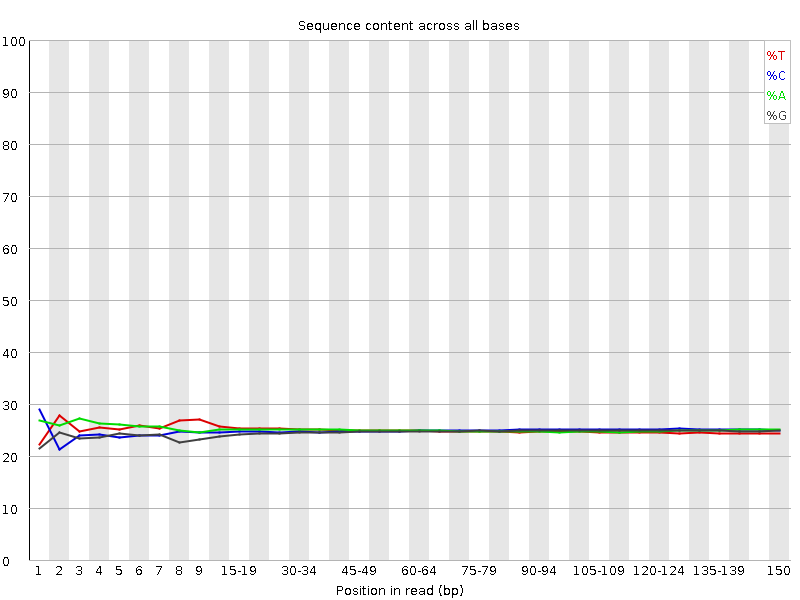 Sequence content across all bases
%T
%C
%A
%G
100
90
80
70
60
50
40
30
20
10
0
1 2 3 4 5 6 7 8 9 15-19 30-34 45-49 60-64 75-79 90-94 105-109 120-124 135-139 150
Position in read (bp)